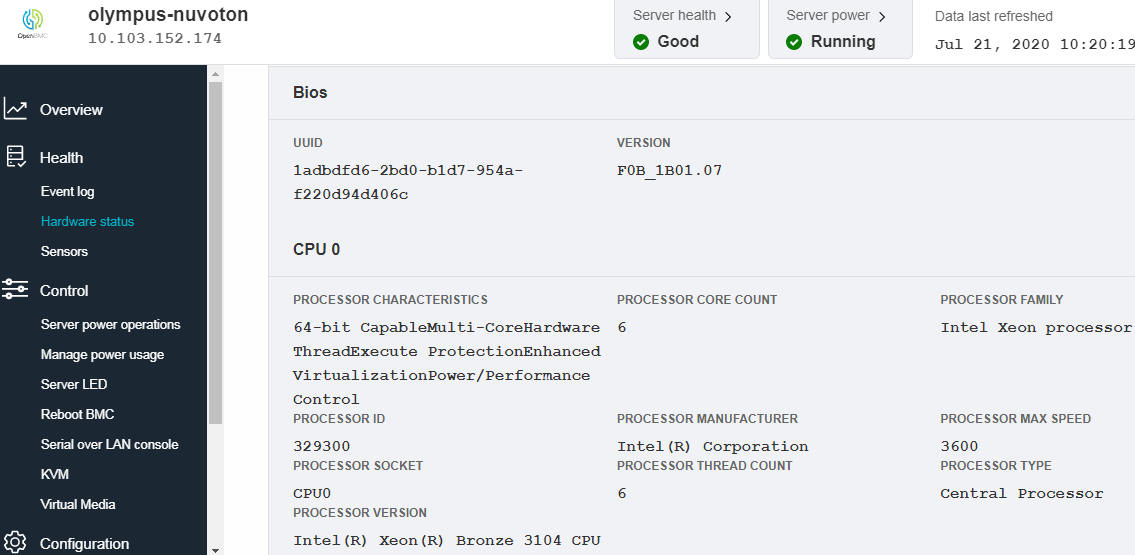 OpenBMC
olympus-nuvoton
10.103.152.174
Server health
Good
Server power
Running
Data last refreshed
Jul 21, 2020 10:20:19
Overview
Health
Event log
Hardware status
Sensors
Control
Server power operations
Manage power usage
Server LED
Reboot BMC
Serial over LAN console
KVM
Virtual Media
Configuration
Bios
UUID
1adbdfd6-2bd0-b1d7-954a-
f220d94d406c
VERSION
F0B_1B01.07
CPU 0
PROCESSOR CHARACTERISTICS
64-bit CapableMulti-CoreHardware
ThreadExecute ProtectionEnhanced
VirtualizationPower/Performance
Control
PROCESSOR CORE COUNT
6
PROCESSOR FAMILY
Intel Xeon processor
PROCESSOR ID
329300
PROCESSOR MANUFACTURER
Intel(R) Corporation
PROCESSOR MAX SPEED
3600
PROCESSOR SOCKET
CPU0
PROCESSOR THREAD COUNT
6
PROCESSOR TYPE
Central Processor
PROCESSOR VERSION
Intel(R) Xeon(R) Bronze 3104 CPU